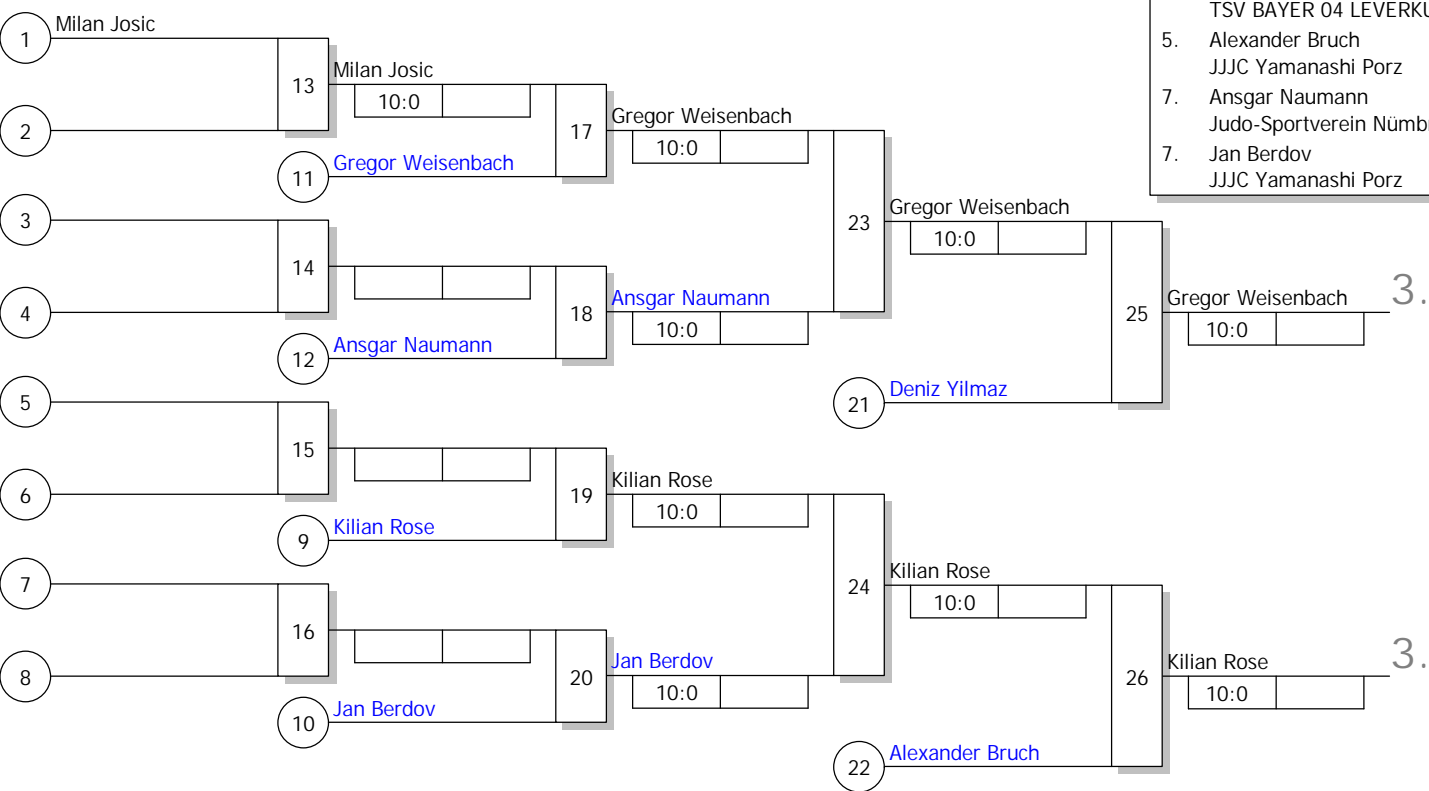 TSV BAYER 04
5. Alexander Bruch
JJJC Yamanashi Porz
7. Ansgar Naumann
Judo-Sportverein
7. Jan Berdov
JJJC Yamanashi Porz
1 Milan Josic
2
13
Milan Josic
10:0
11 Gregor Weisenbach
17
Gregor Weisenbach
10:0
3
4
14
12 Ansgar Naumann
18
Ansgar Naumann
10:0
23
Gregor Weisenbach
10:0
21 Deniz Yilmaz
25
Gregor Weisenbach
10:0
3.
5
6
15
9 Kilian Rose
19
Kilian Rose
10:0
7
8
16
10 Jan Berdov
20
Jan Berdov
10:0
24
Kilian Rose
10:0
22 Alexander Bruch
26
Kilian Rose
10:0
3.